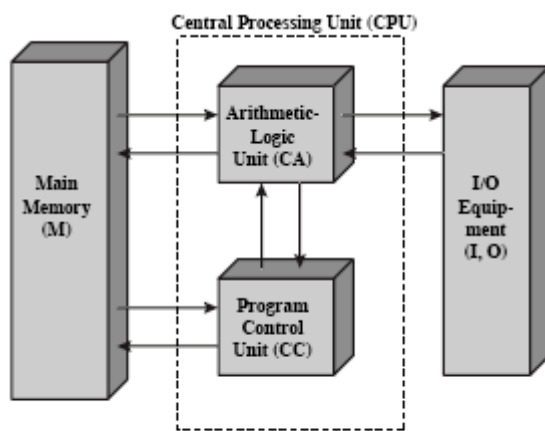 Central Processing Unit (CPU)
Arithmetic-
Logic
Unit (CA)
Main
Memory
(M)
I/O
Equip-
ment
(I, O)
Program
Control
Unit (CC)